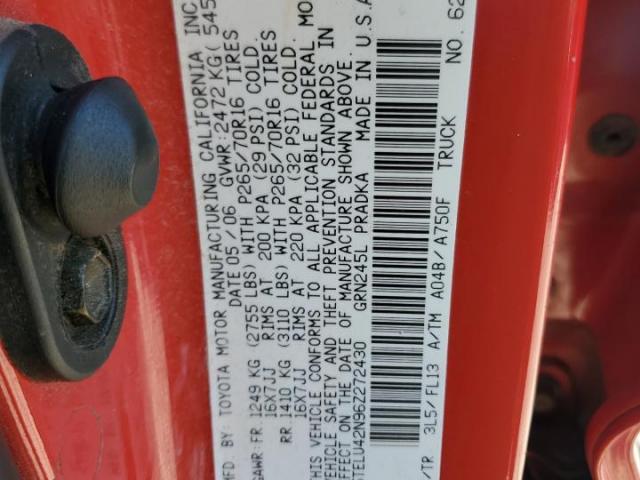 MFD. BY: TOYOTA MOTOR MANUFACTURING CALIFORNIA INC
DATE 05/06 GVWR: 2472 KG( 545
GAWR:FR. 1249 KG (2755 LBS) WITH P265/70R16 TIRES
16X7JJ RIMS AT 200 KPA (29 PSI) COLD.
RR 1410 KG (3110 LBS) WITH P265/70R16 TIRES
16X7JJ RIMS AT 220 KPA (32 PSI) COLD.
THIS VEHICLE CONFORMS TO ALL APPLICABLE FEDERAL MO
VEHICLE SAFETY AND THEFT PREVENTION STANDARDS IN
EFFECT ON THE DATE OF MANUFACTURE SHOWN ABOVE.
TELU42N96Z272430 GRN245L PRADKA MADE IN U.S.A
/TR 3L5/FL13 A/TM A04B/A750F TRUCK NO. 62